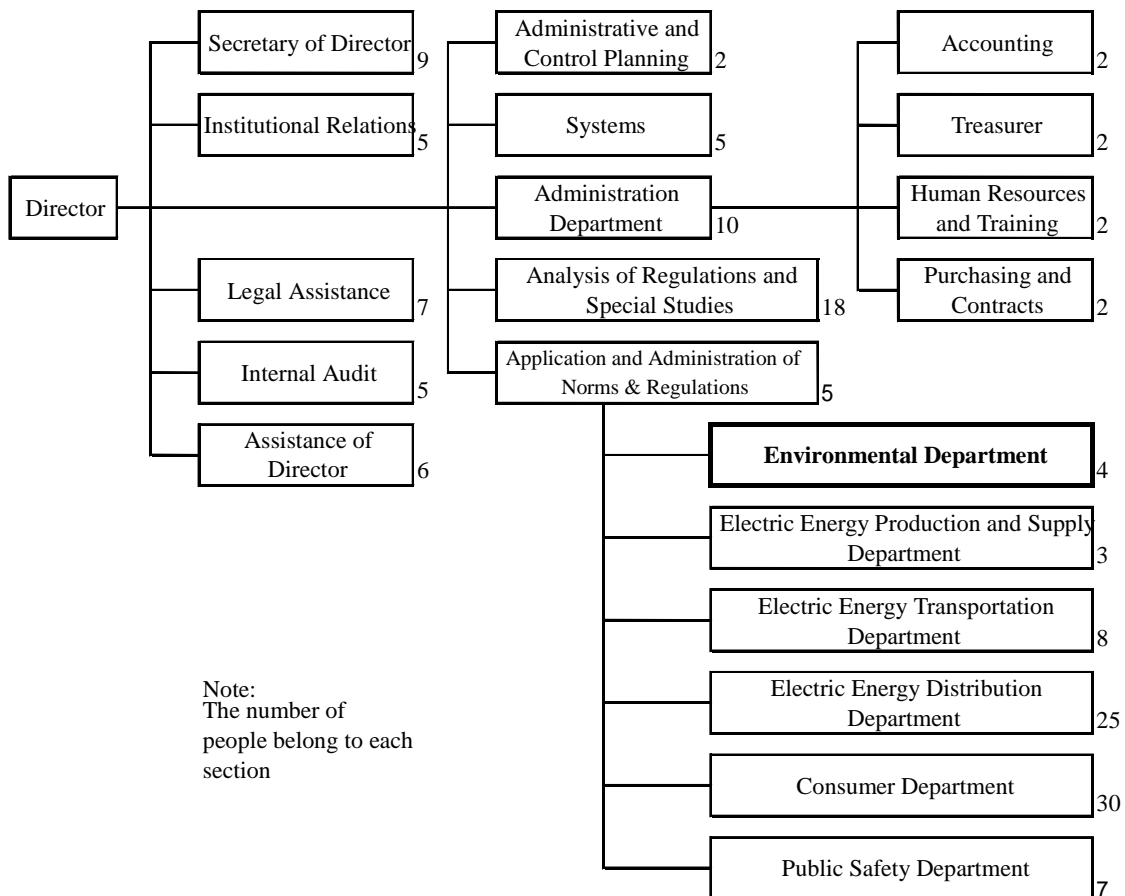 Director
Secretary of Director
9
Institutional Relations
5
Legal Assistance
7
Internal Audit
5
Assistance of
Director
6
Administrative and
Control Planning
2
Systems
5
Administration
Department
10
Analysis of Regulations and
Special Studies
18
Application and Administration of
Norms & Regulations
5
Accounting
2
Treasurer
2
Human Resources
and Training
2
Purchasing and
Contracts
2
Environmental Department
4
Electric Energy Production and Supply
Department
3
Electric Energy Transportation
Department
8
Electric Energy Distribution
Department
25
Consumer Department
30
Public Safety Department
7
Note:
The number of
people belong to each
section